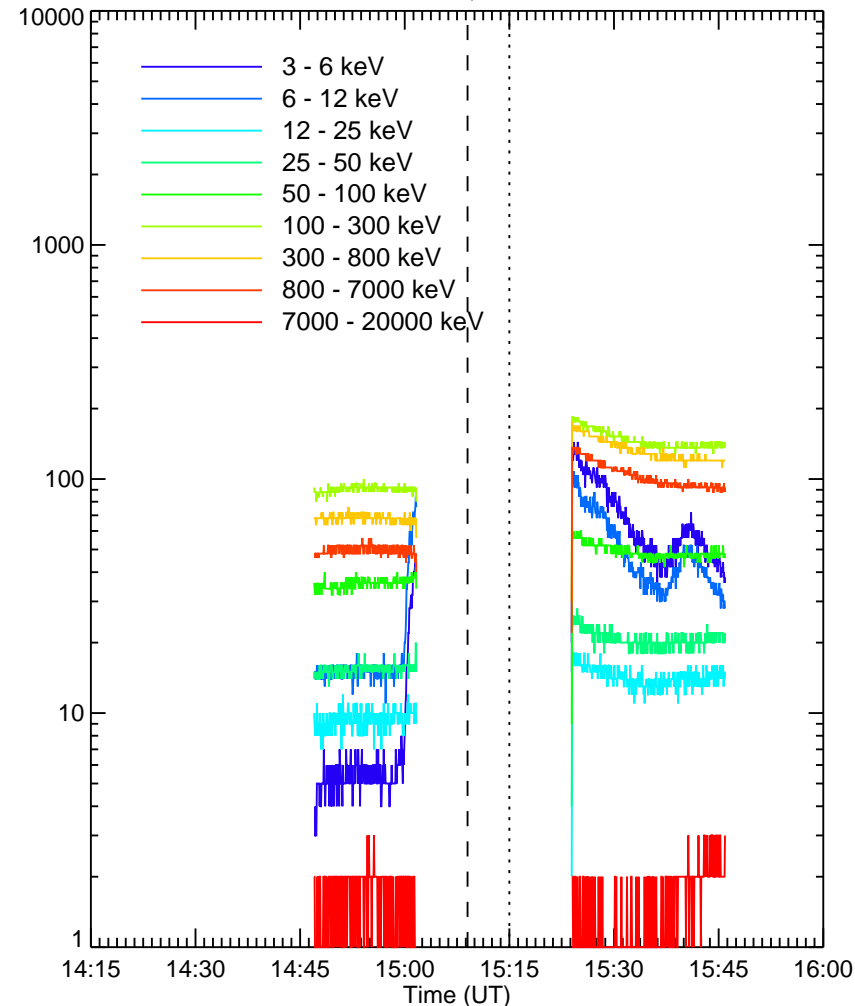 10000
3 - 6 keV
6 - 12 keV
12 - 25 keV
25 - 50 keV
50 - 100 keV
1000
100 - 300 keV
300 - 800 keV
800 - 7000 keV
7000 - 20000 keV
100
10
1
14:15 14:30 14:45 15:00 15:15 15:30 15:45 16:00
Time (UT)